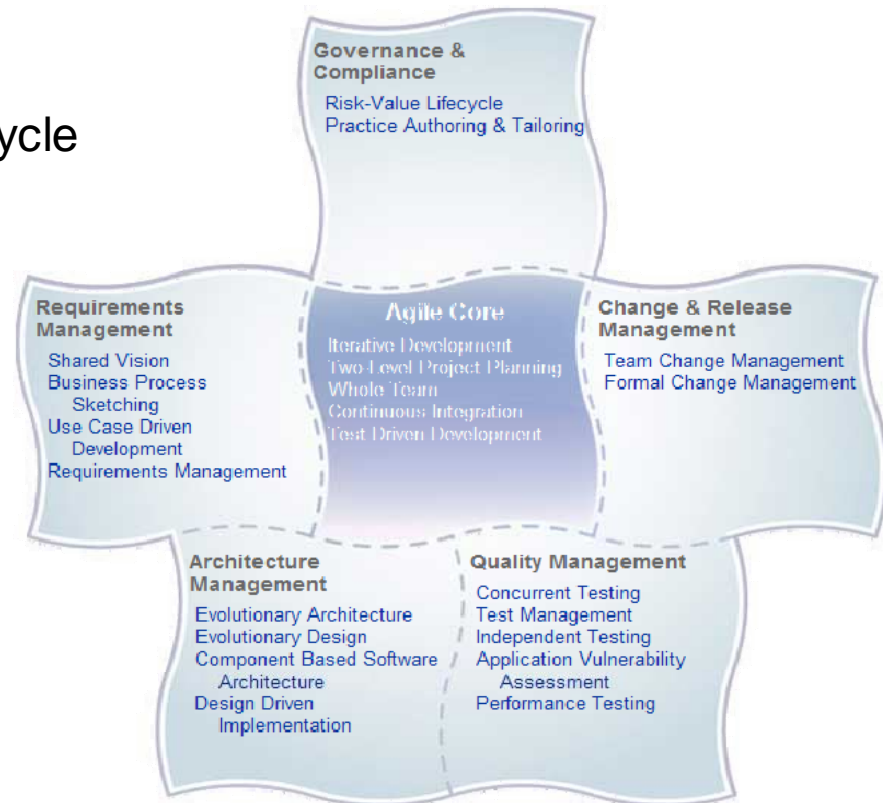 Governance &
Compliance
Risk-Value Lifecycle
Practice Authoring & Tailoring
ycle
Requirements
Management
Shared Vision
Business Process
Sketching
Use Case Driven
Development
Requirements Management
Agile Core
Iterative Development
Two-Level Project Planning
Whole Team
Continuous Integration
Test Driven Development
Change & Release
Management
Team Change Management
Formal Change Management
Architecture
Management
Evolutionary Architecture
Evolutionary Design
Component Based Software
Architecture
Design Driven
Implementation
Quality Management
Concurrent Testing
Test Management
Independent Testing
Application Vulnerability
Assessment
Performance Testing